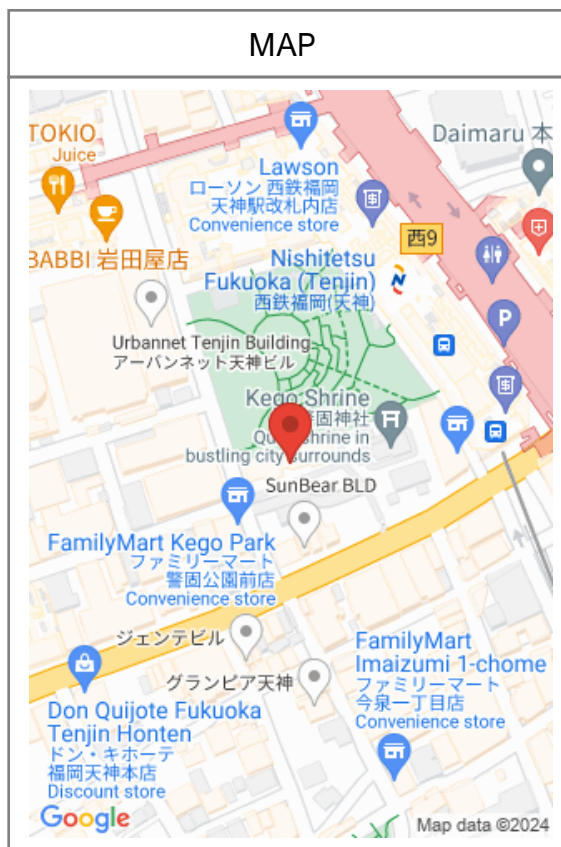 MAP
TOKIO
Juice
Daimaru 本
Lawson
ローソン 西鉄福岡
天神駅改札内店
Convenience store
西9
BABBI 岩田屋店
Nishitetsu
Fukuoka (Tenjin)
西鉄福岡(天神)
P
Urbannet Tenjin Building
アーバンネット天神ビル
Kego Shrine
固神社
shrine in
bustling city surrounds
SunBear BLD
FamilyMart Kego Park
ファミリーマート
警固公園前店
Convenience store
ジェンテビル
グランピア天神
FamilyMart
Imaizumi 1-chome
ファミリーマート
今泉一丁目店
Convenience store
Don Quijote Fukuoka
Tenjin Honten
ドン・キホーテ
福岡天神本店
Discount store
Google
Map data ©2024